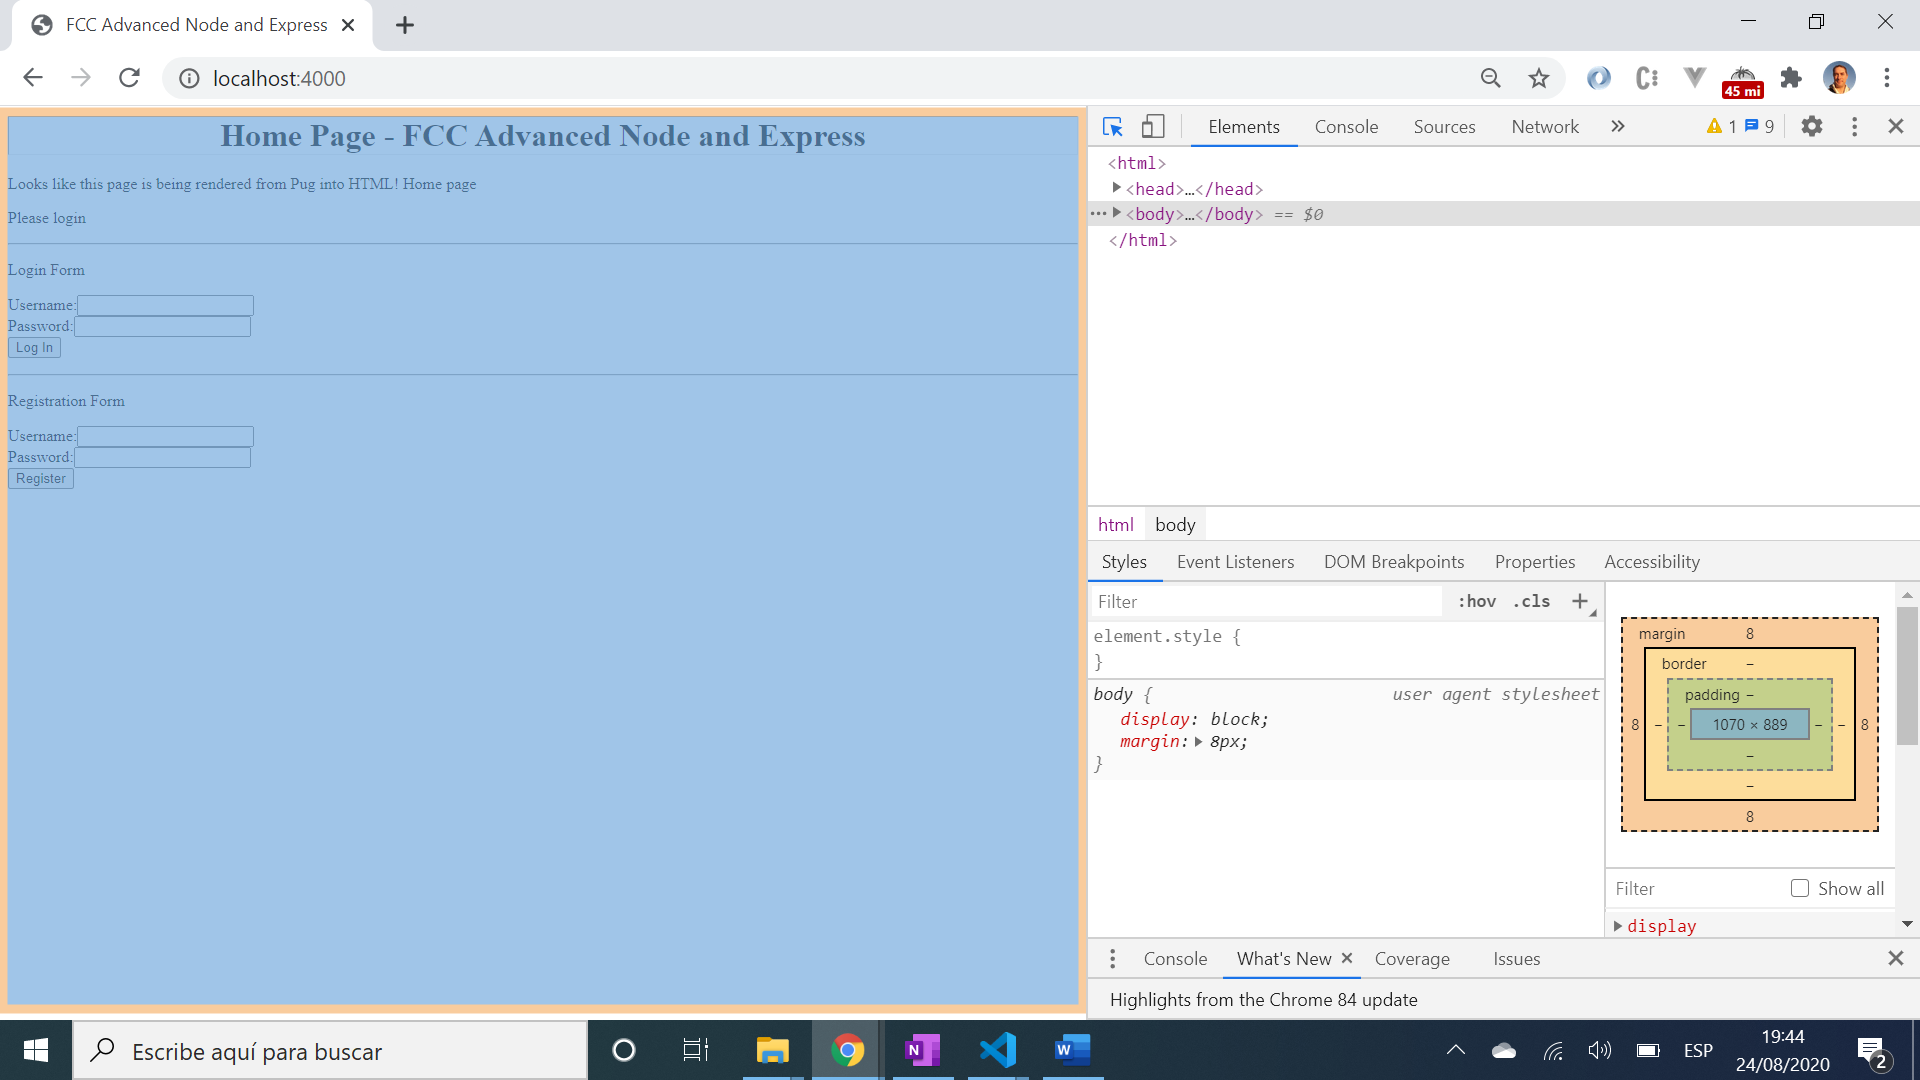 FCC Advanced Node and Express
localhost:4000
45 mi
Home Page - FCC Advanced Node and Express
Looks like this page is being rendered from Pug into HTML! Home page
Please login
Login Form
Username:
Password:
Log In
Registration Form
Username:
Password:
Register
Elements Console Sources Network » 1 9
<html>
<head>…</head>
<body>…</body> == $0
</html>
html body
Styles Event Listeners DOM Breakpoints Properties Accessibility
Filter :hov .cls +
element.style {
}
body { user agent stylesheet
display: block;
margin: 8px;
}
margin 8
border –
padding –
8 – – 1070 × 889 – – 8
–
–
8
Filter Show all
display
Console What's New Coverage Issues
Highlights from the Chrome 84 update
Escribe aquí para buscar
N
W
ESP
19:44
24/08/2020
2